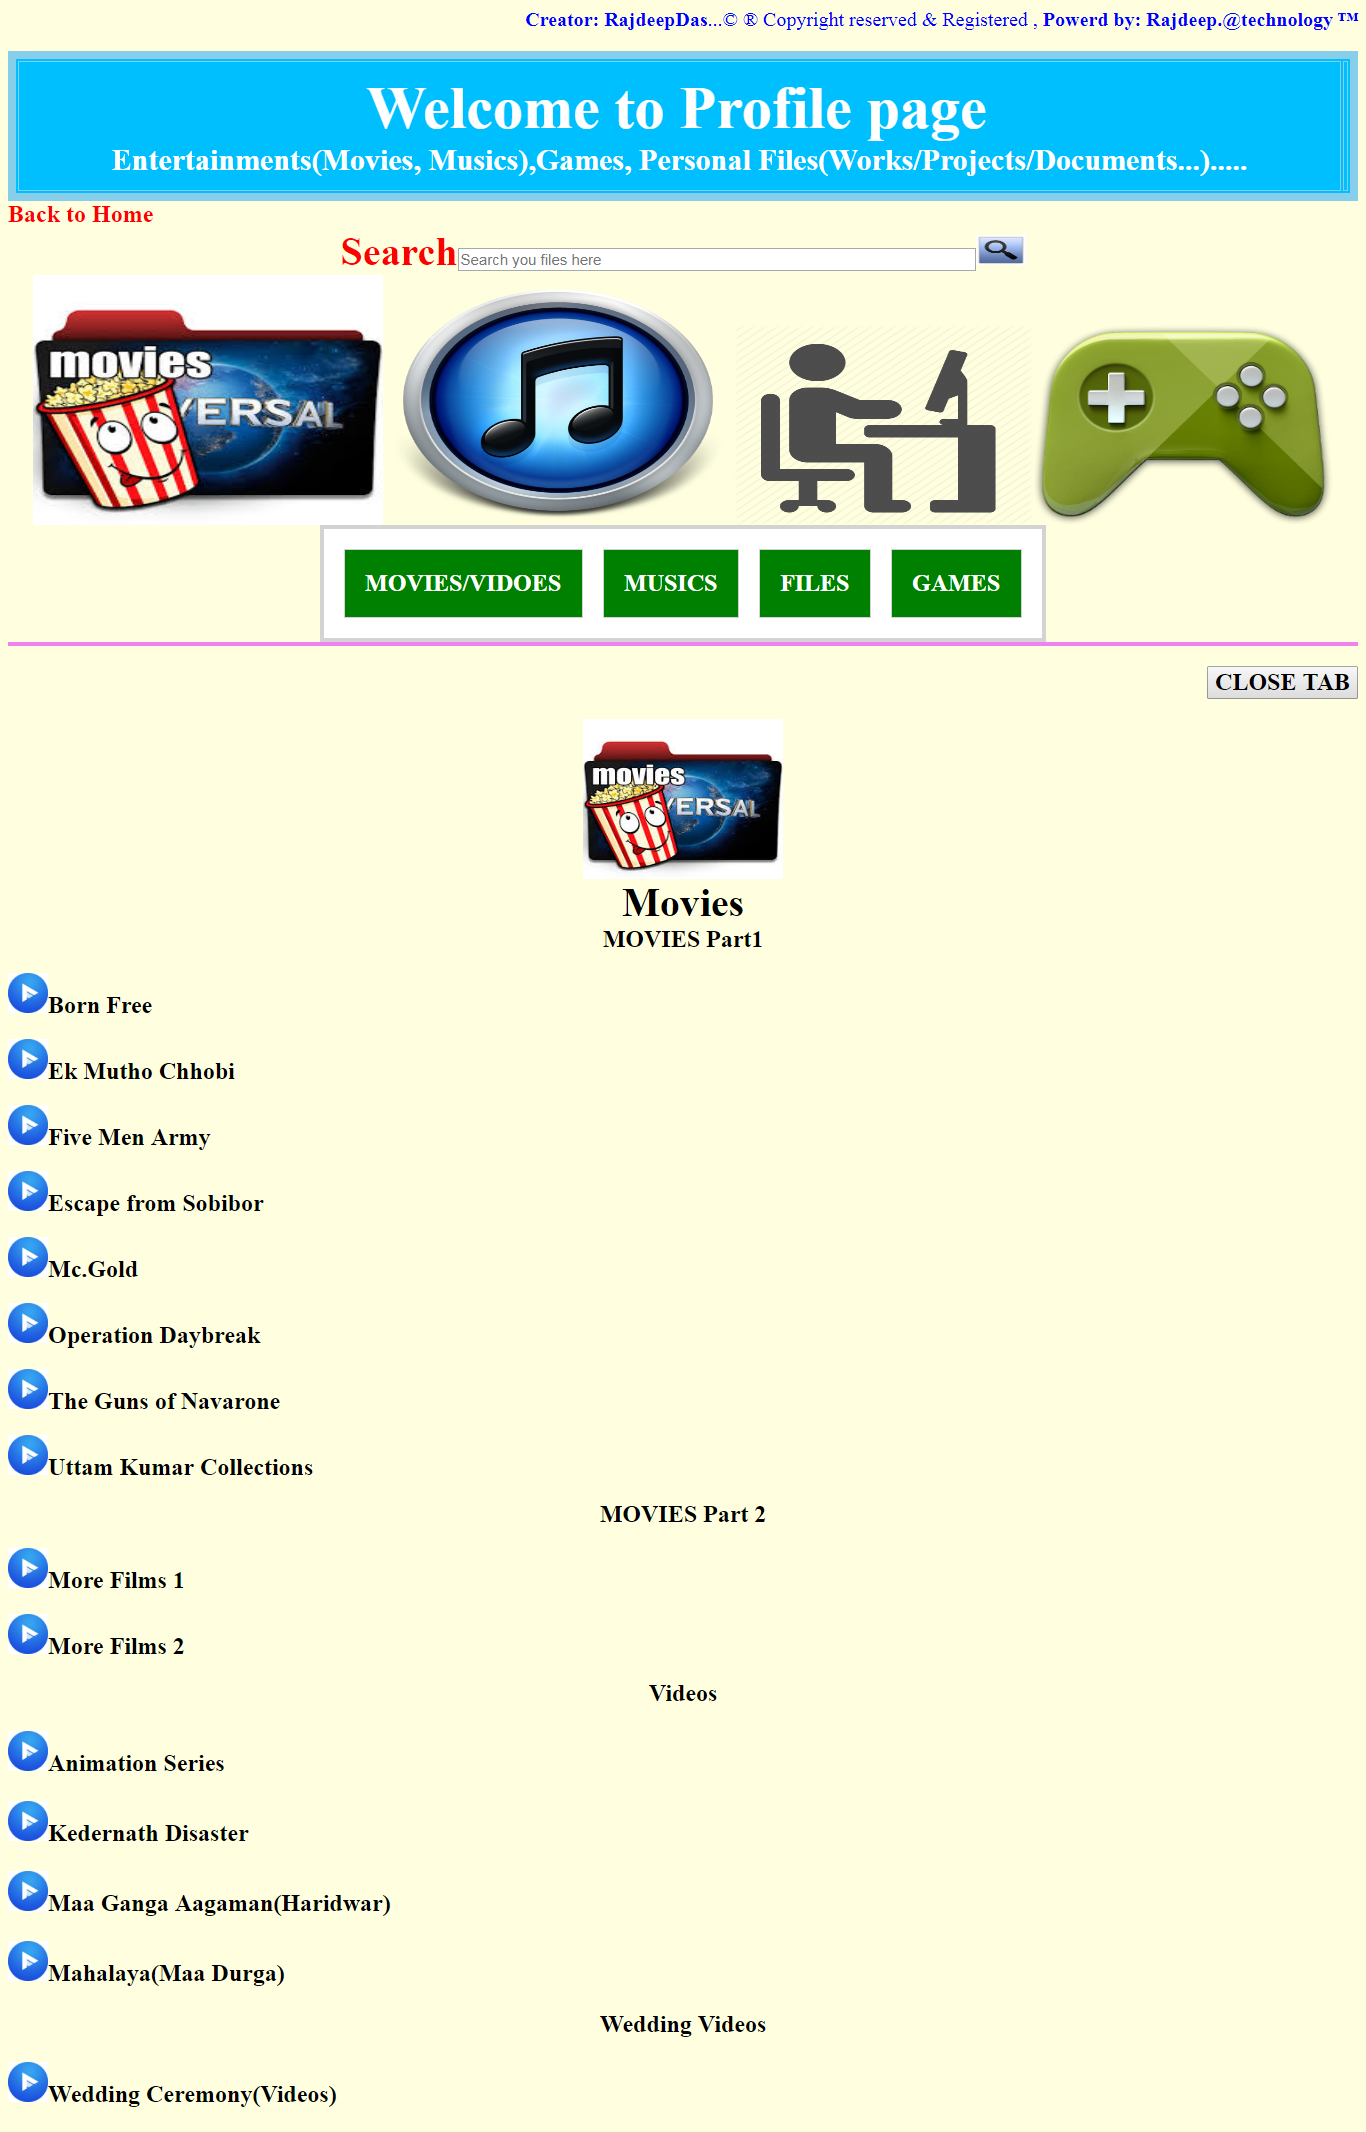 Creator: RajdeepDas...© ® Copyright reserved & Registered , Powerd by: Rajdeep.@technology ™
Welcome to Profile page
Entertainments(Movies, Musics),Games, Personal Files(Works/Projects/Documents...).....
Back to Home
Search Search you files here
movies
VERSAL
MOVIES/VIDOES MUSICS FILES GAMES
CLOSE TAB
movies
VERSAL
Movies
MOVIES Part1
Born Free
Ek Mutho Chhobi
Five Men Army
Escape from Sobibor
Mc.Gold
Operation Daybreak
The Guns of Navarone
Uttam Kumar Collections
MOVIES Part 2
More Films 1
More Films 2
Videos
Animation Series
Kedernath Disaster
Maa Ganga Aagaman(Haridwar)
Mahalaya(Maa Durga)
Wedding Videos
Wedding Ceremony(Videos)